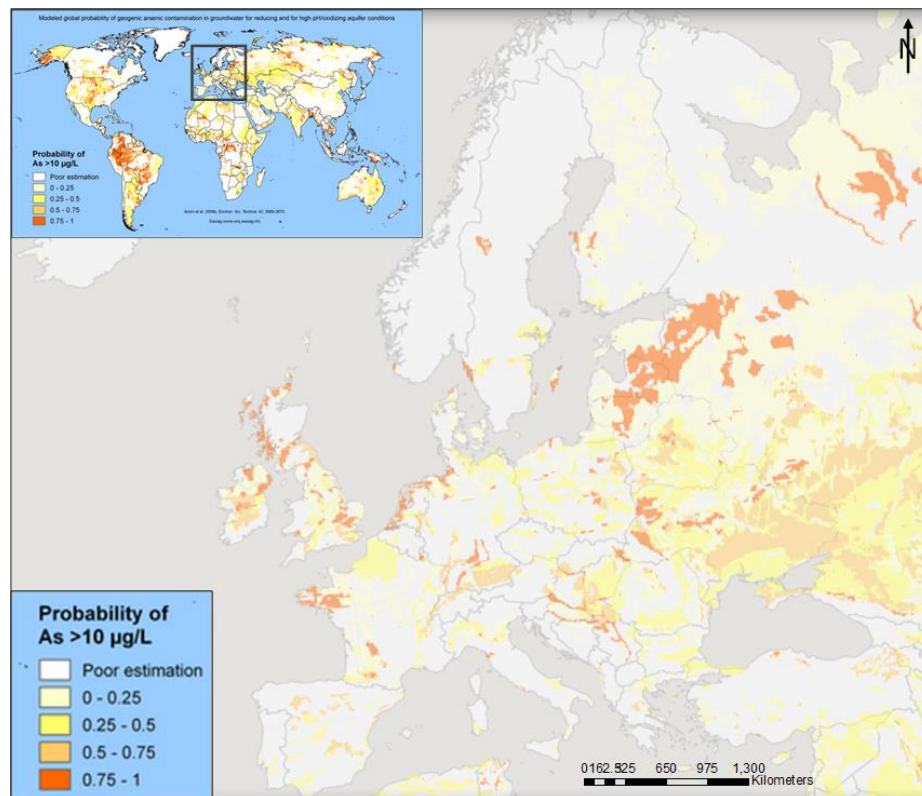 Modeled global probability of geogenic arsenic contamination in groundwater for reducing and for high-pH/oxidizing aquifer conditions
N
Probability of
As >10 µg/L
Poor estimation
0 - 0.25
0.25 - 0.5
0.5 - 0.75
0.75 - 1
Probability of
As >10 µg/L
Poor estimation
0 - 0.25
0.25 - 0.5
0.5 - 0.75
0.75 - 1
650 975 1,300
Kilometers